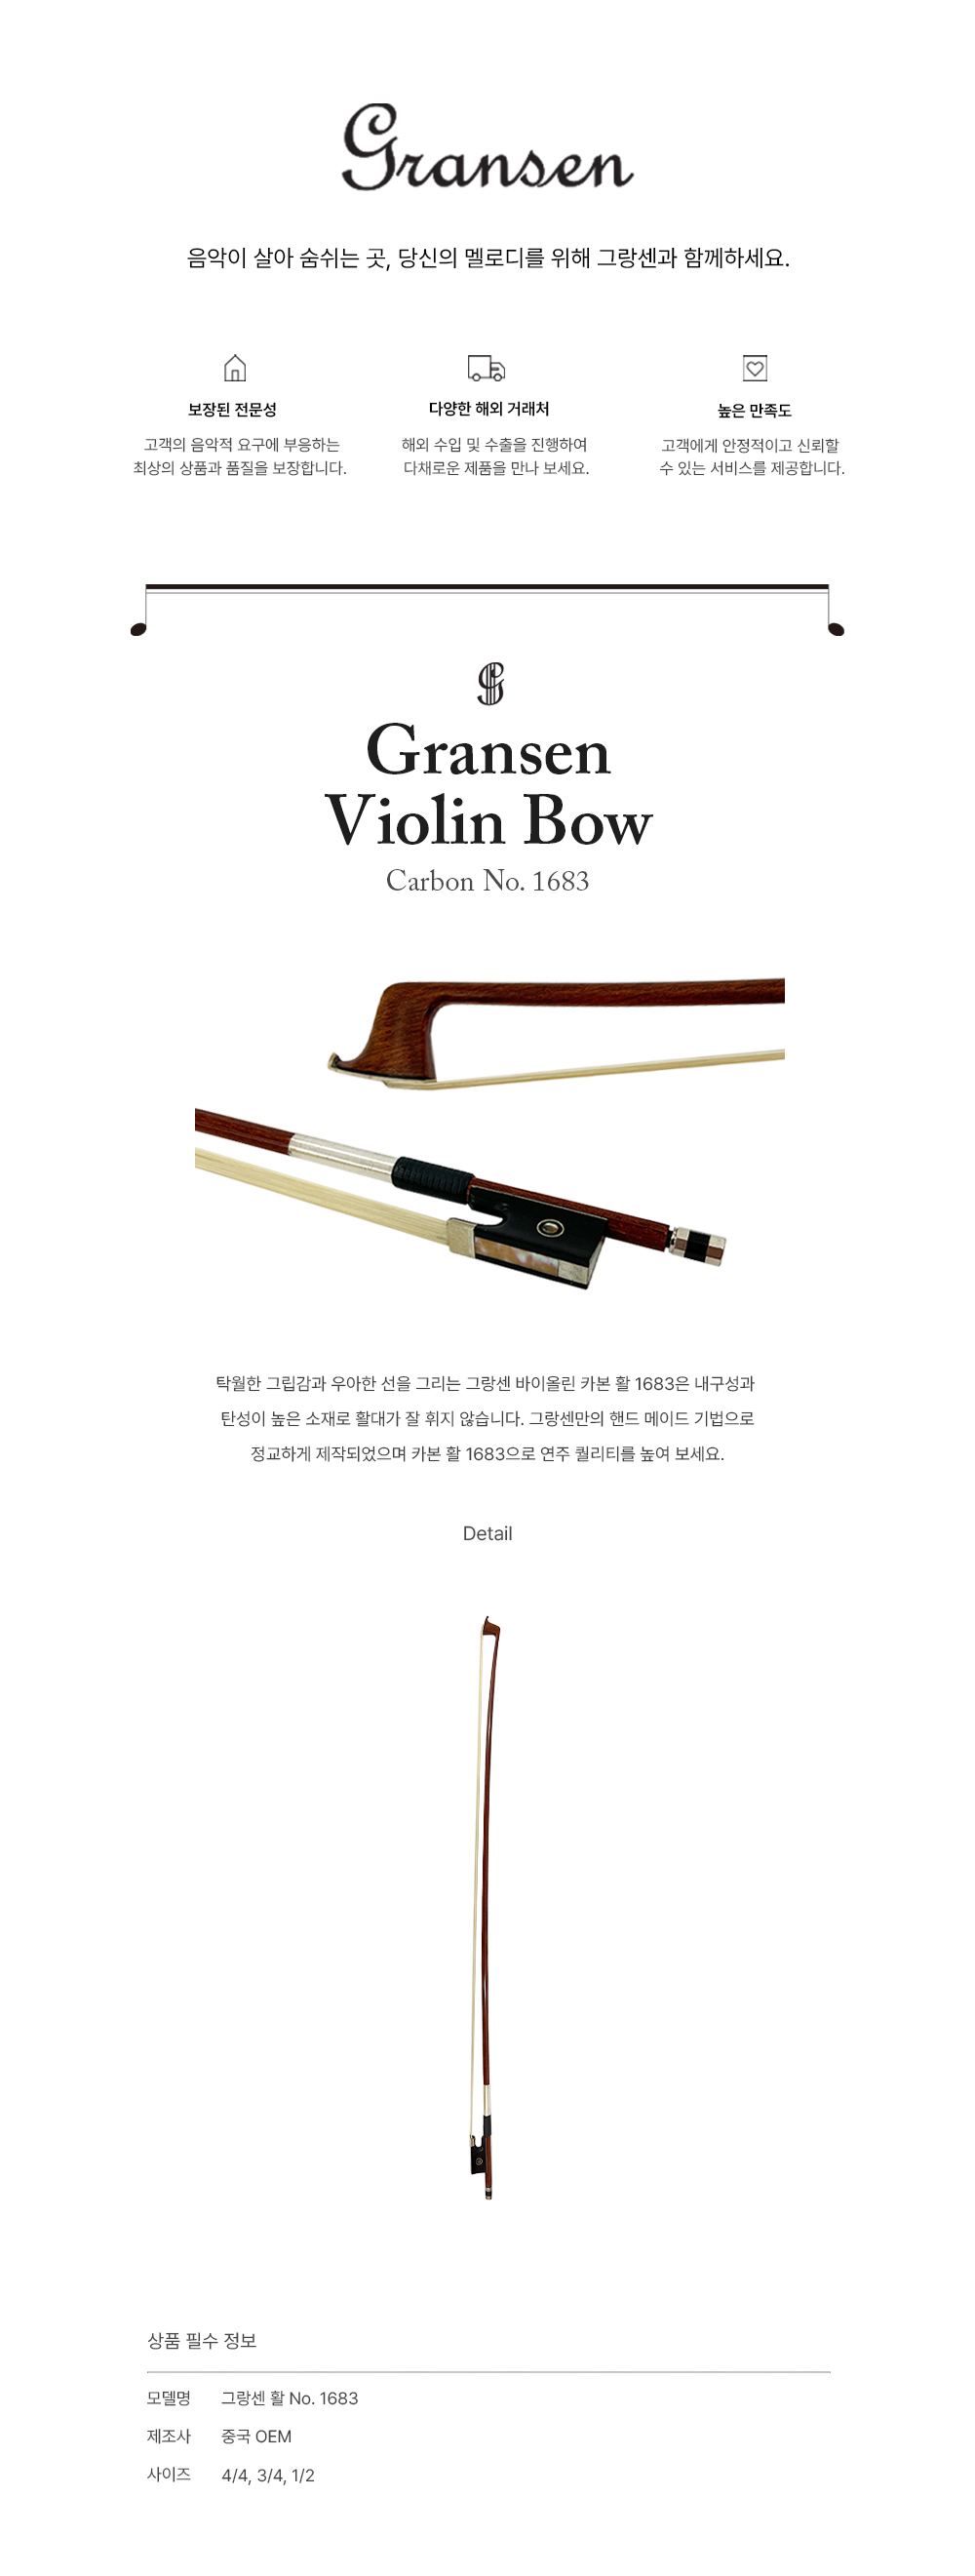 Gransen
음악이 살아 숨쉬는 곳, 당신의 멜로디를 위해 그랑센과 함께하세요.
보장된 전문성
고객의 음악적 요구에 부응하는
최상의 상품과 품질을 보장합니다.
다양한 해외 거래처
해외 수입 및 수출을 진행하여
다채로운 제품을 만나 보세요.
높은 만족도
고객에게 안정적이고 신뢰할
수 있는 서비스를 제공합니다.
Gransen
Violin Bow
Carbon No. 1683
탁월한 그립감과 우아한 선을 그리는 그랑센 바이올린 카본 활 1683은 내구성과
탄성이 높은 소재로 활대가 잘 휘지 않습니다. 그랑센만의 핸드 메이드 기법으로
정교하게 제작되었으며 카본 활 1683으로 연주 퀄리티를 높여 보세요.
Detail
상품 필수 정보
모델명 그랑센 활 No. 1683
제조사 중국 OEM
사이즈 4/4, 3/4, 1/2